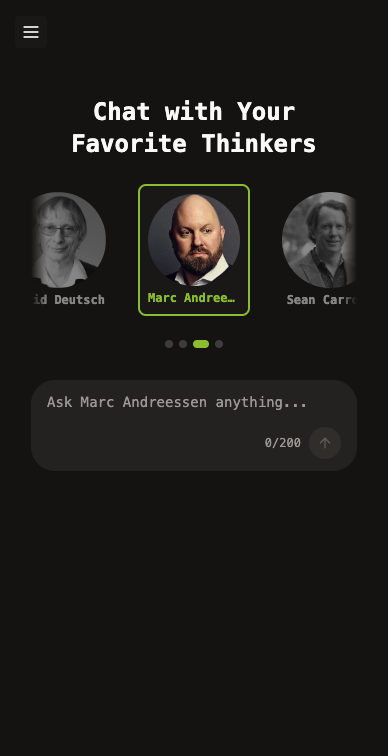 Chat with Your
Favorite Thinkers
id Deutsch
Marc Andree…
Sean Carro
Ask Marc Andreessen anything...
0/200